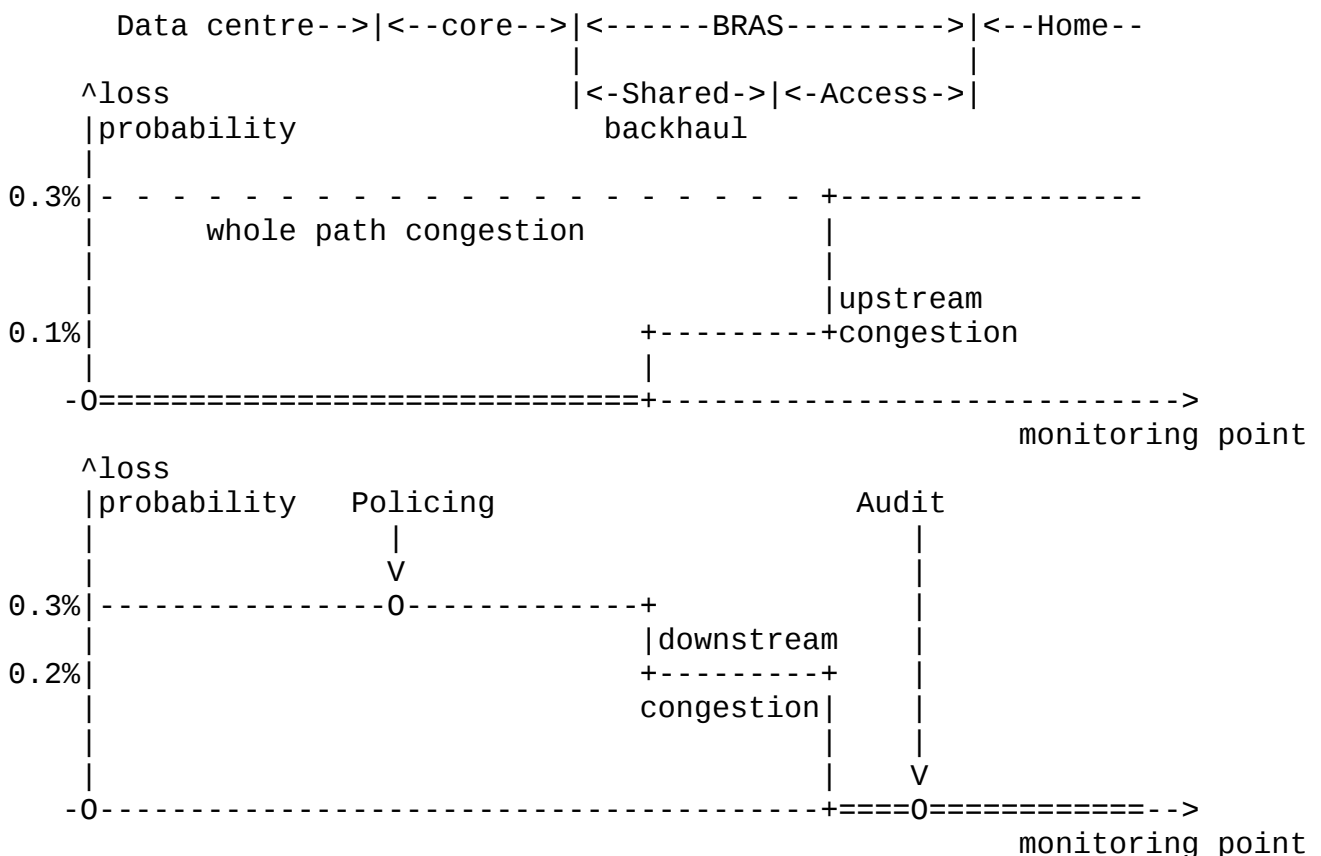 Data centre-->|<--core-->|<------BRAS---------->|<--Home--
| |
^loss |<-Shared->|<-Access->|
|probability backhaul
|
0.3%|- - - - - - - - - - - - - - - - - - - - +-----------------
| whole path congestion |
| |
| |upstream
0.1%| +---------+congestion
| |
-O==============================+----------------------------->
monitoring point
^loss
|probability Policing Audit
| | |
| V |
0.3%|----------------O-------------+ |
| |downstream |
0.2%| +---------+ |
| congestion| |
| | |
| | V
-O----------------------------------------+====O============-->
monitoring point